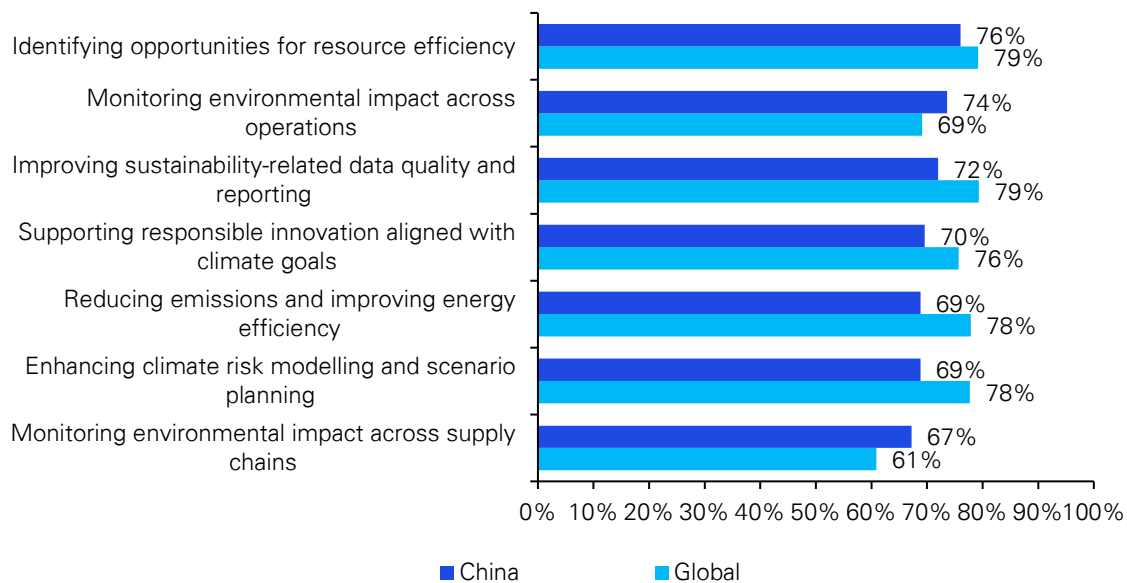 Identifying opportunities for resource efficiency
76%
79%
Monitoring environmental impact across
operations
74%
69%
Improving sustainability-related data quality and
reporting
72%
79%
Supporting responsible innovation aligned with
climate goals
70%
76%
Reducing emissions and improving energy
efficiency
69%
78%
Enhancing climate risk modelling and scenario
planning
69%
78%
Monitoring environmental impact across supply
chains
67%
61%
0% 10% 20% 30% 40% 50% 60% 70% 80% 90% 100%
China Global